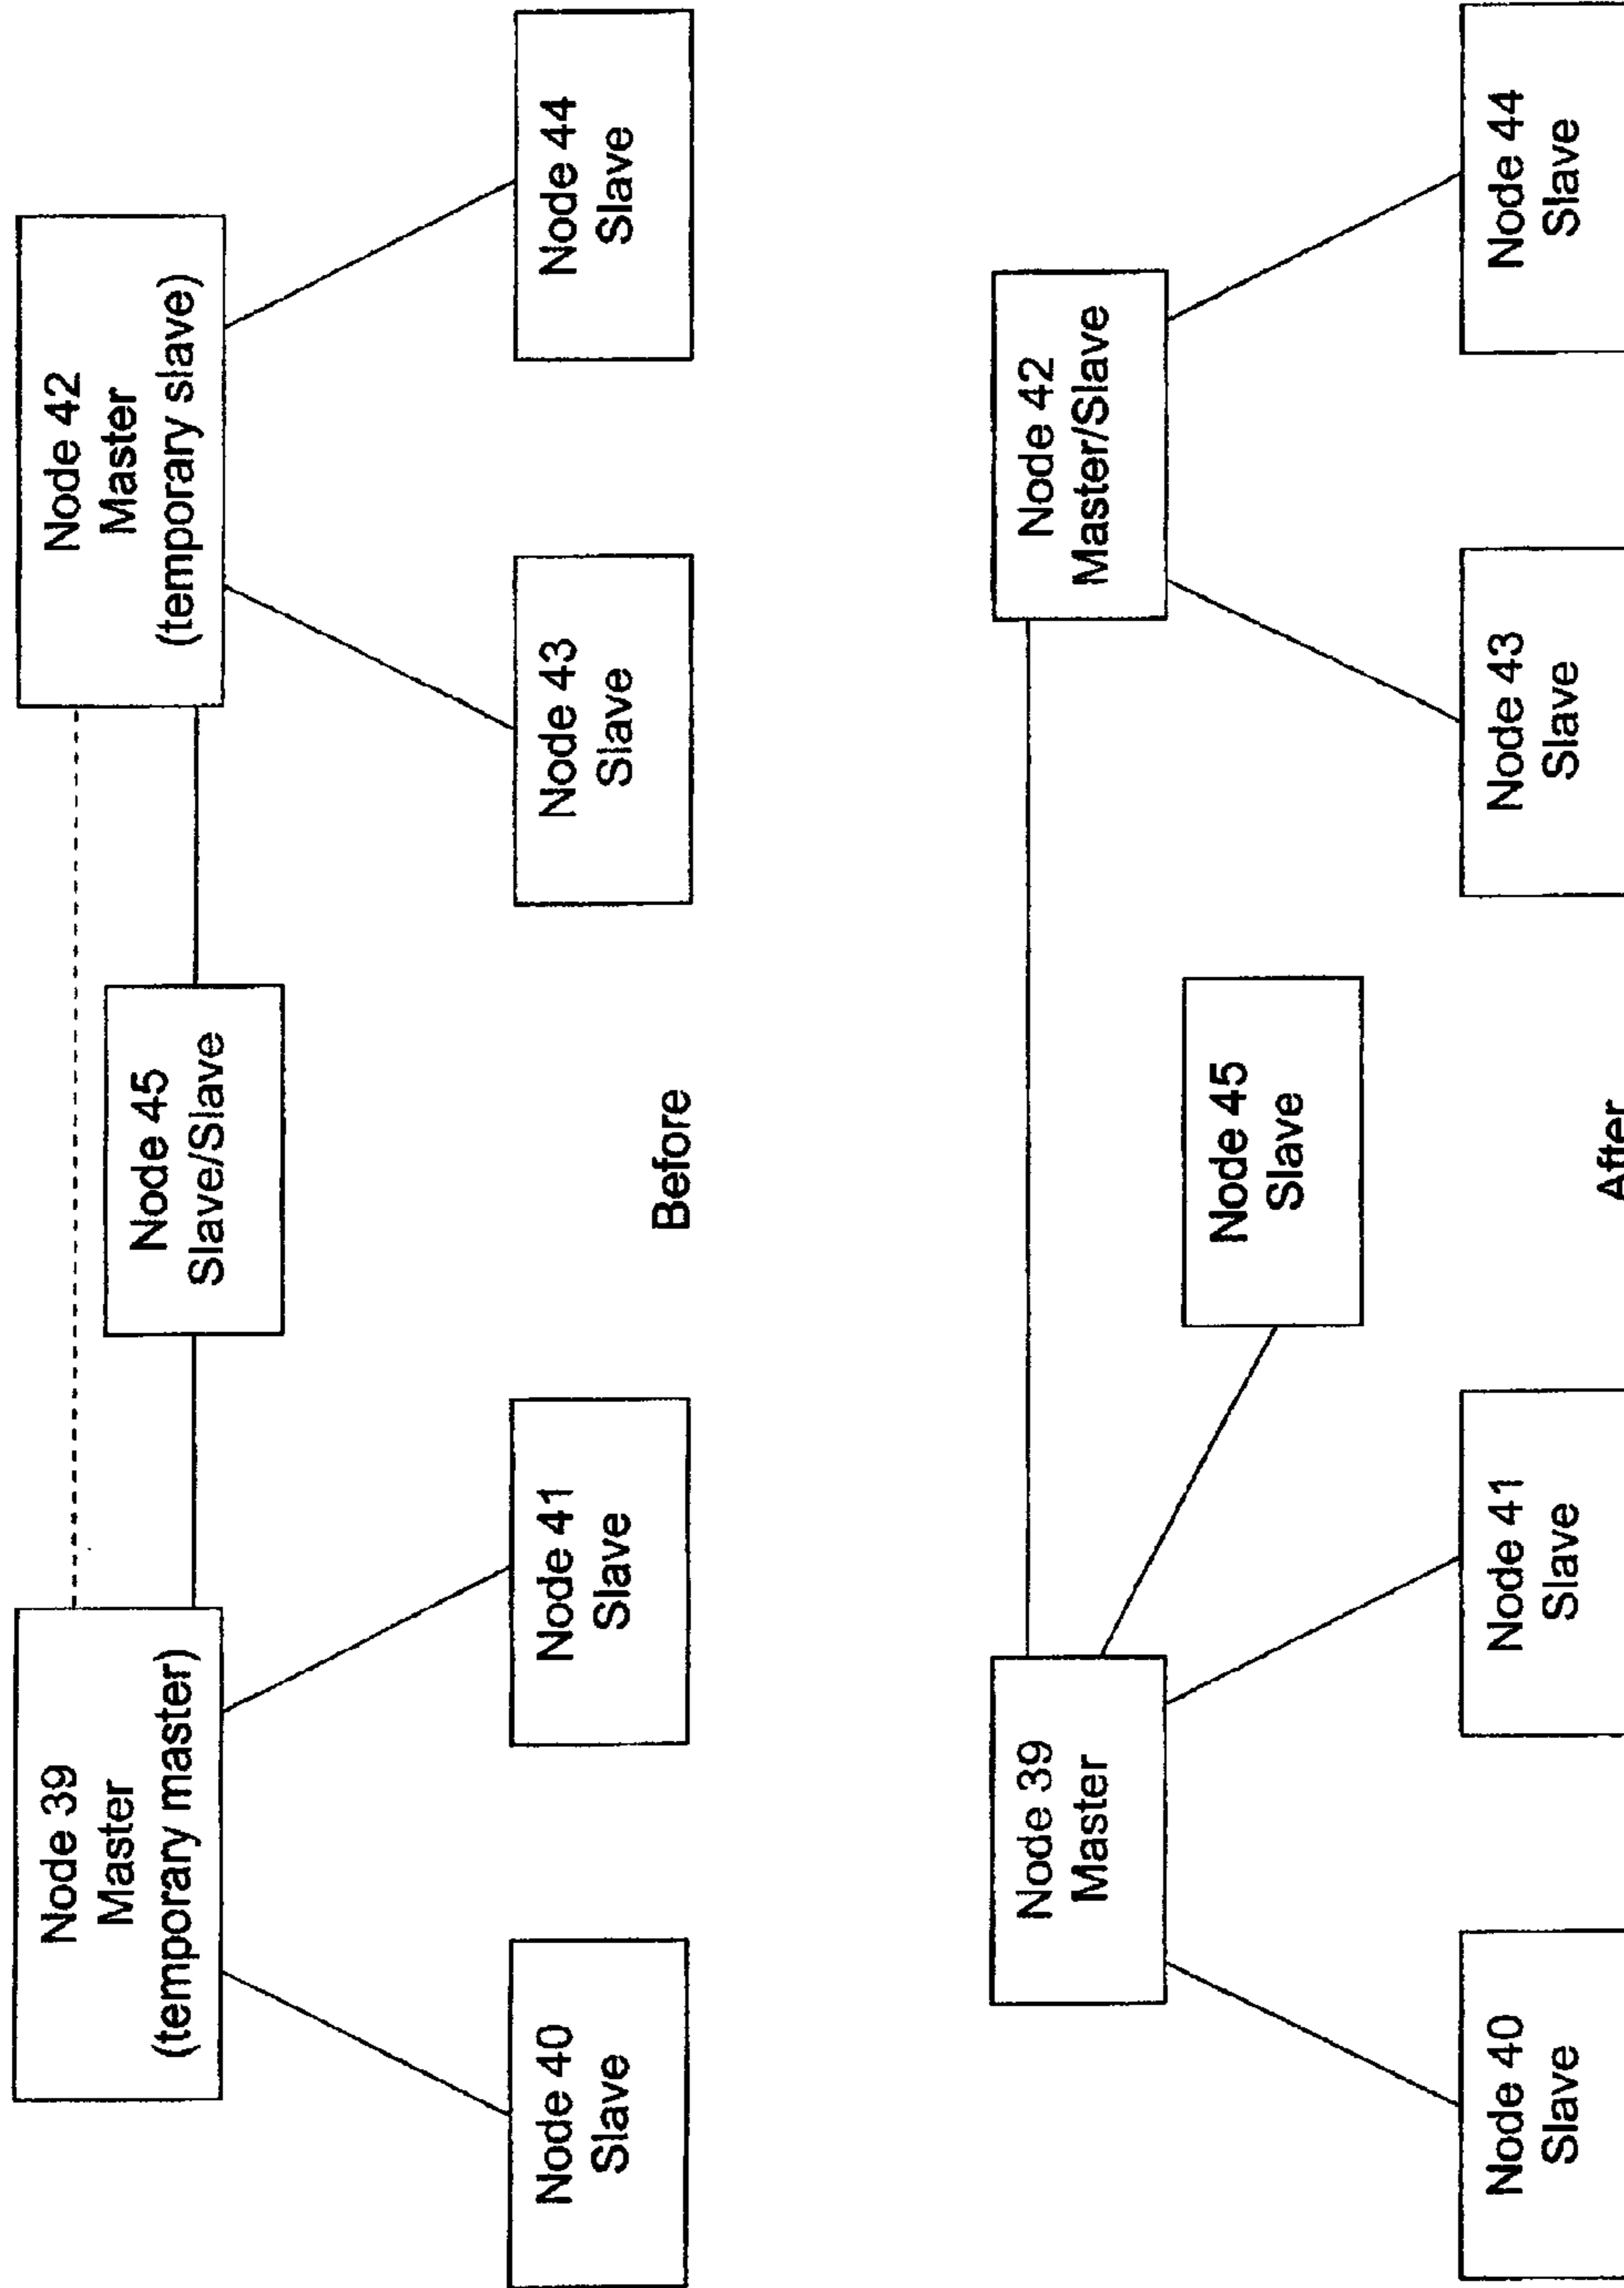 Node 39
Master
(temporary master)
Node 42
Master
(temporary slave)
Node 45
Slave/Slave
Node 40
Slave
Node 41
Slave
Node 43
Slave
Node 44
Slave
Before
Node 39
Master
Node 42
Master/Slave
Node 45
Slave
Node 40
Slave
Node 41
Slave
Node 43
Slave
Node 44
Slave
After